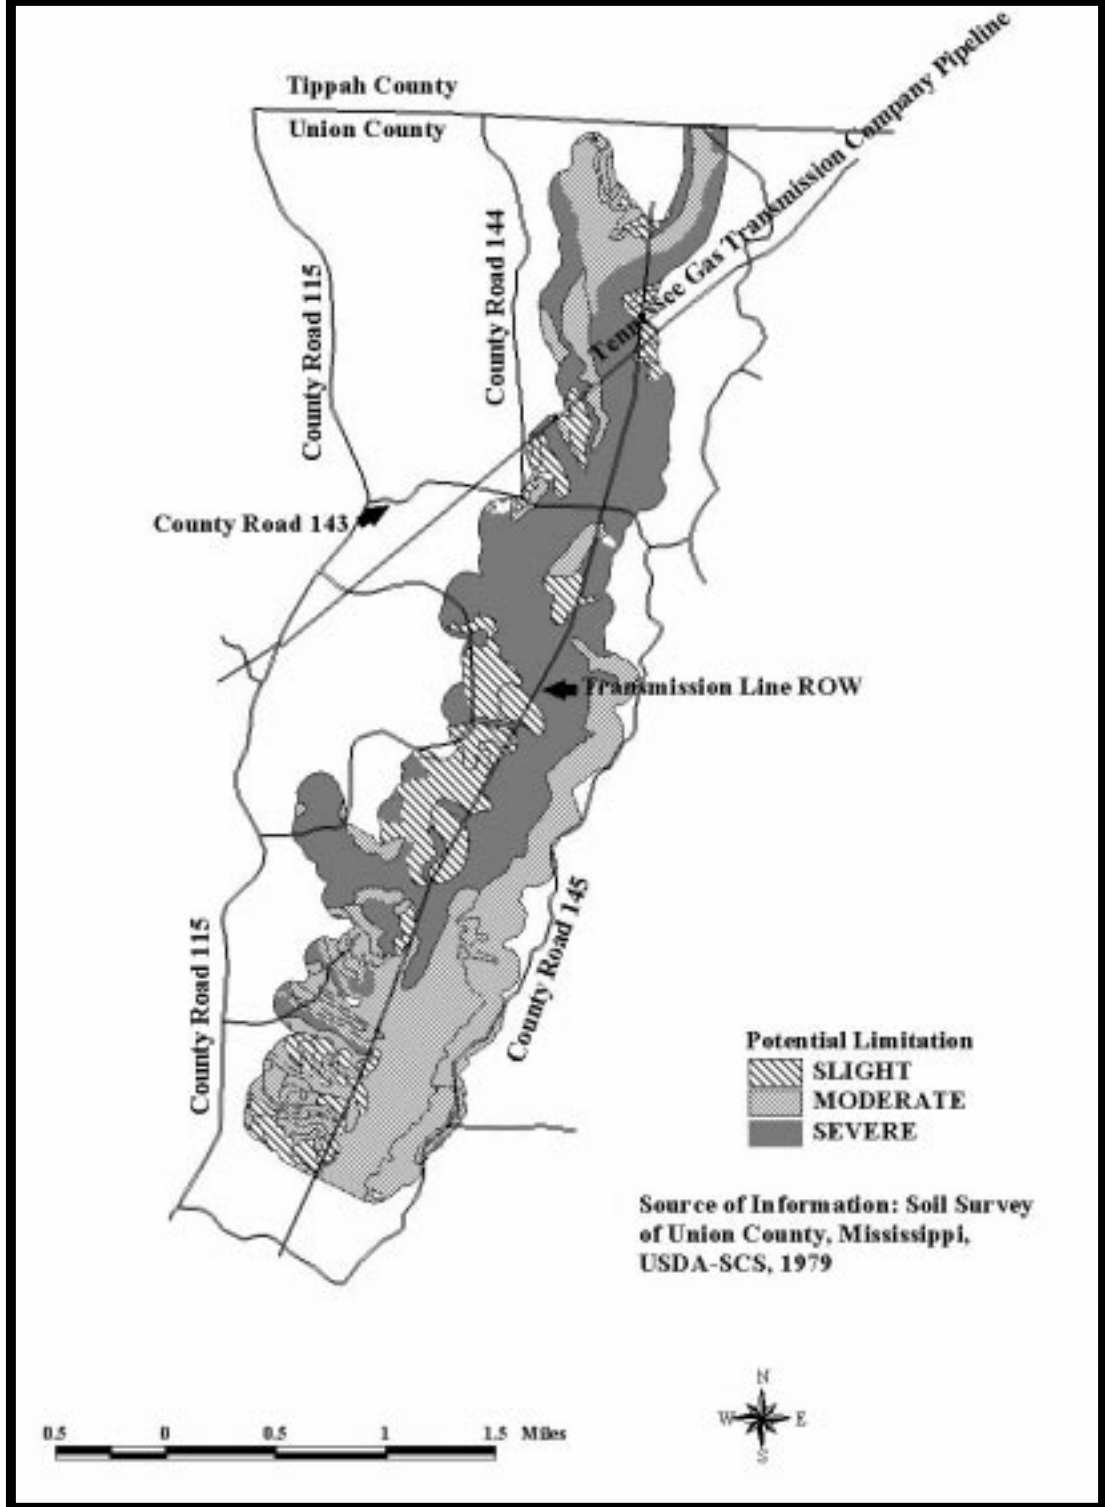 Tippah County
Union County
Tennessee Gas Transmission Company Pipeline
County Road 115
County Road 144
County Road 143
Transmission Line ROW
County Road 145
County Road 115
Potential Limitation
SLIGHT
MODERATE
SEVERE
Source of Information: Soil Survey
of Union County, Mississippi,
USDA-SCS, 1979
N
W E
S
0.5 0 0.5 1 1.5 Miles